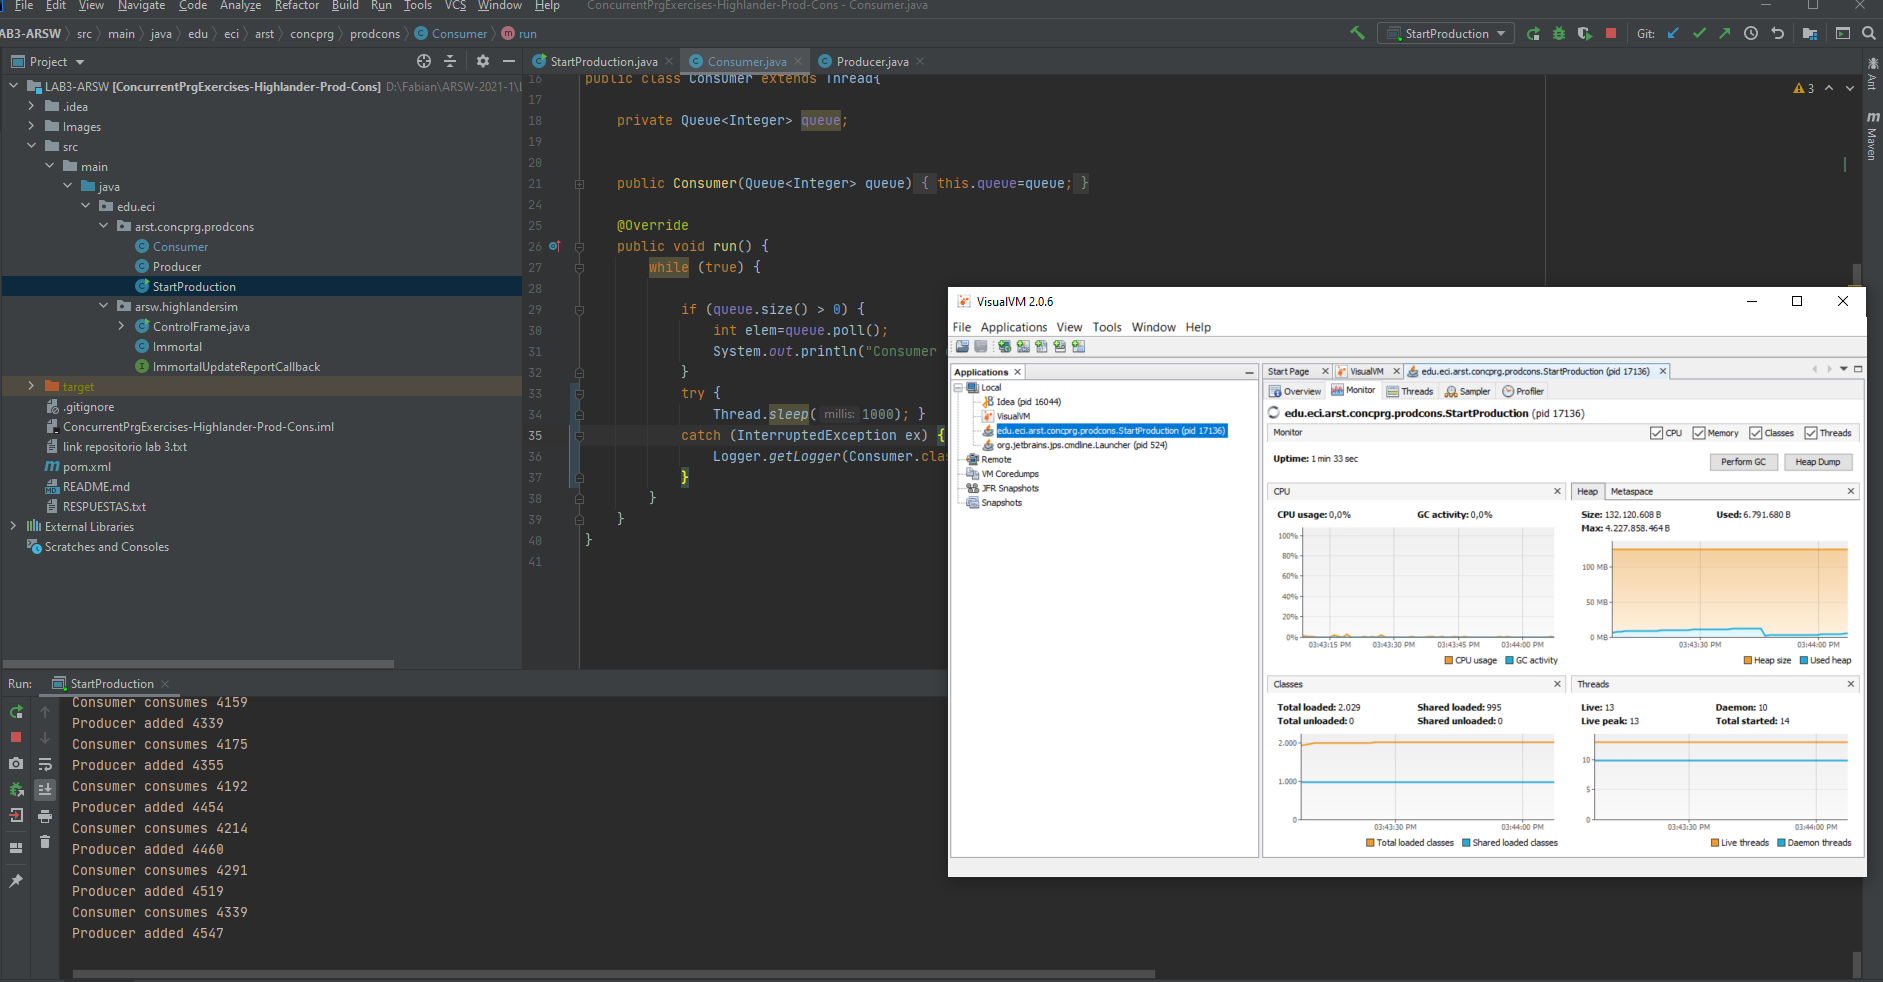 File Edit View Navigate Code Analyze Refactor Build Run Tools VCS Window Help ConcurrentPrgExercises-Highlander-Prod-Cons - Consumer.java
AB3-ARSW src main java edu eci arst concprg prodcons Consumer run
StartProduction Git:
Project
StartProduction.java Consumer.java Producer.java
LAB3-ARSW [ConcurrentPrgExercises-Highlander-Prod-Cons] D:\Fabian\ARSW-2021-1\
.idea
Images
src
main
java
edu.eci
arst.concprg.prodcons
Consumer
Producer
StartProduction
arsw.highlandersim
ControlFrame.java
Immortal
ImmortalUpdateReportCallback
target
.gitignore
ConcurrentPrgExercises-Highlander-Prod-Cons.iml
link repositorio lab 3.txt
pom.xml
README.md
RESPUESTAS.txt
External Libraries
Scratches and Consoles
3
Ant
Maven
16 public class Consumer extends Thread{
17
18 private Queue<Integer> queue;
19
20
21 public Consumer(Queue<Integer> queue) { this.queue=queue; }
24
25 @Override
26 public void run() {
27 while (true) {
28
29 if (queue.size() > 0) {
30 int elem=queue.poll();
31 System.out.println("Consumer
32 }
33 try {
34 Thread.sleep( millis: 1000); }
35 catch (InterruptedException ex) {
36 Logger.getLogger(Consumer.clas
37 }
38 }
39 }
40 }
41
Run: StartProduction
Consumer consumes 4159
Producer added 4339
Consumer consumes 4175
Producer added 4355
Consumer consumes 4192
Producer added 4454
Consumer consumes 4214
Producer added 4460
Consumer consumes 4291
Producer added 4519
Consumer consumes 4339
Producer added 4547
VisualVM 2.0.6
File Applications View Tools Window Help
Applications
Local
Idea (pid 16044)
VisualVM
edu.eci.arst.concprg.prodcons.StartProduction (pid 17136)
org.jetbrains.jps.cmdline.Launcher (pid 524)
Remote
VM Coredumps
JFR Snapshots
Snapshots
Start Page VisualVM edu.eci.arst.concprg.prodcons.StartProduction (pid 17136)
Overview Monitor Threads Sampler Profiler
edu.eci.arst.concprg.prodcons.StartProduction (pid 17136)
Monitor CPU Memory Classes Threads
Uptime: 1 min 33 sec
Perform GC Heap Dump
CPU
CPU usage: 0,0% GC activity: 0,0%
100%
80%
60%
40%
20%
0%
03:43:15 PM 03:43:30 PM 03:43:45 PM 03:44:00 PM
CPU usage GC activity
Heap Metaspace
Size: 132.120.608 B Used: 6.791.680 B
Max: 4.227.858.464 B
100 MB
50 MB
0 MB
03:43:30 PM 03:44:00 PM
Heap size Used heap
Classes
Total loaded: 2.029 Shared loaded: 995
Total unloaded: 0 Shared unloaded: 0
2.000
1.000
0
03:43:30 PM 03:44:00 PM
Total loaded classes Shared loaded classes
Threads
Live: 13 Daemon: 10
Live peak: 13 Total started: 14
10
5
0
03:43:30 PM 03:44:00 PM
Live threads Daemon threads